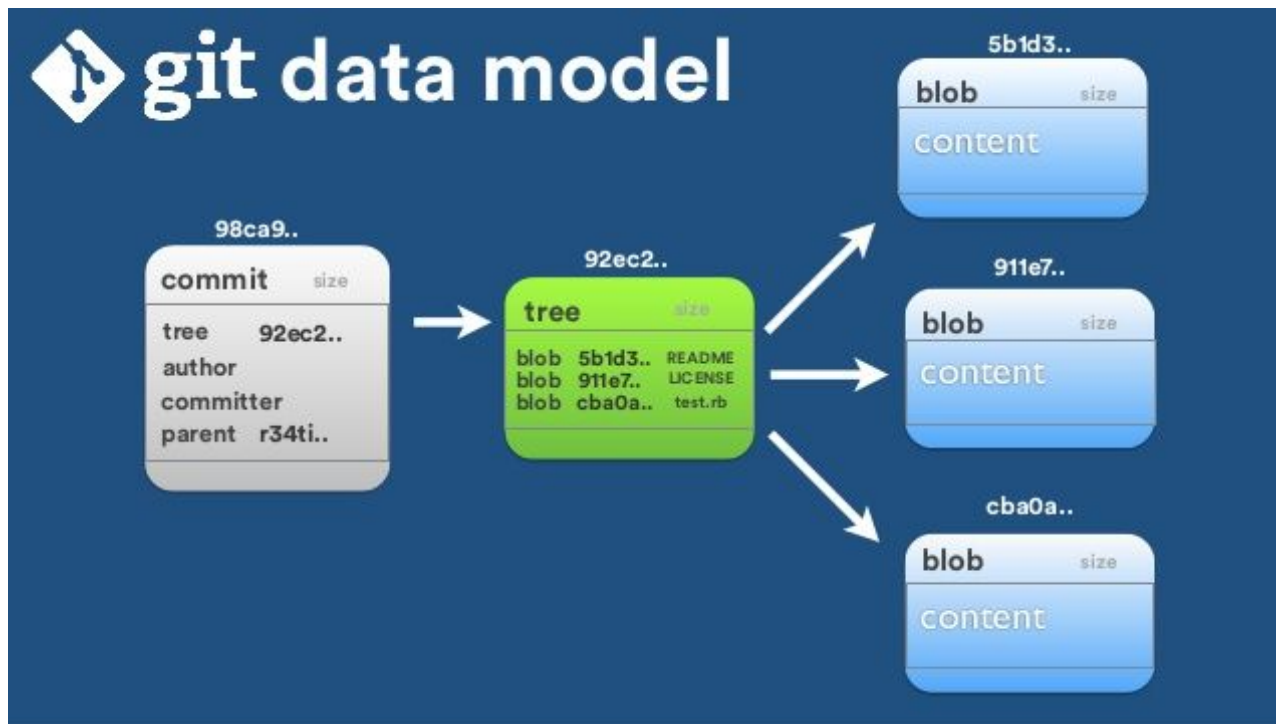 git data model
98ca9..
commit size
tree 92ec2..
author
committer
parent r34ti..
92ec2..
tree size
blob 5b1d3.. README
blob 911e7.. LICENSE
blob cba0a.. test.rb
5b1d3..
blob size
content
911e7..
blob size
content
cba0a..
blob size
content